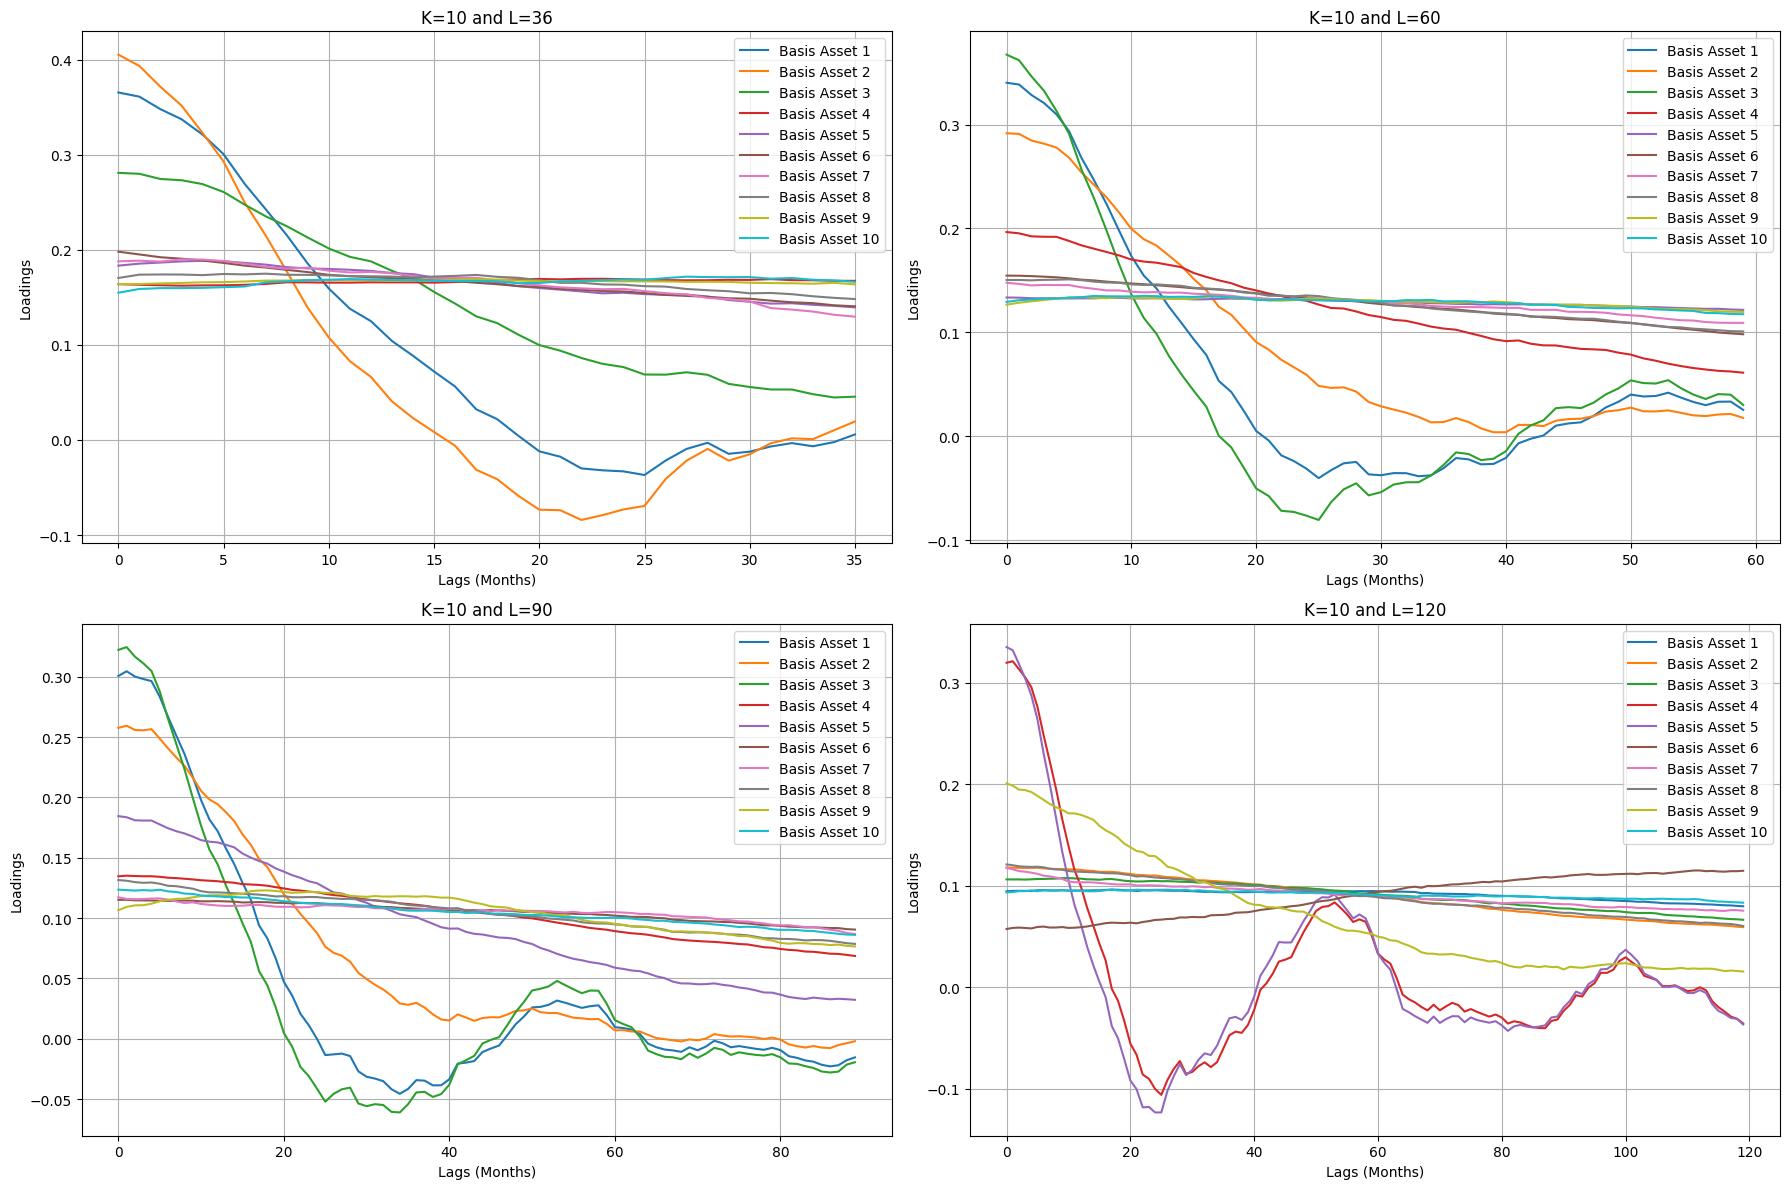 K=10 and L=36
0.4
0.3
0.2
0.1
0.0
−0.1
Loadings
0
5
10
15
20
25
30
35
Lags (Months)
Basis Asset 1
Basis Asset 2
Basis Asset 3
Basis Asset 4
Basis Asset 5
Basis Asset 6
Basis Asset 7
Basis Asset 8
Basis Asset 9
Basis Asset 10
K=10 and L=60
0.3
0.2
0.1
0.0
−0.1
Loadings
0
10
20
30
40
50
60
Lags (Months)
Basis Asset 1
Basis Asset 2
Basis Asset 3
Basis Asset 4
Basis Asset 5
Basis Asset 6
Basis Asset 7
Basis Asset 8
Basis Asset 9
Basis Asset 10
K=10 and L=90
0.30
0.25
0.20
0.15
0.10
0.05
0.00
−0.05
Loadings
0
20
40
60
80
Lags (Months)
Basis Asset 1
Basis Asset 2
Basis Asset 3
Basis Asset 4
Basis Asset 5
Basis Asset 6
Basis Asset 7
Basis Asset 8
Basis Asset 9
Basis Asset 10
K=10 and L=120
0.3
0.2
0.1
0.0
−0.1
Loadings
0
20
40
60
80
100
120
Lags (Months)
Basis Asset 1
Basis Asset 2
Basis Asset 3
Basis Asset 4
Basis Asset 5
Basis Asset 6
Basis Asset 7
Basis Asset 8
Basis Asset 9
Basis Asset 10